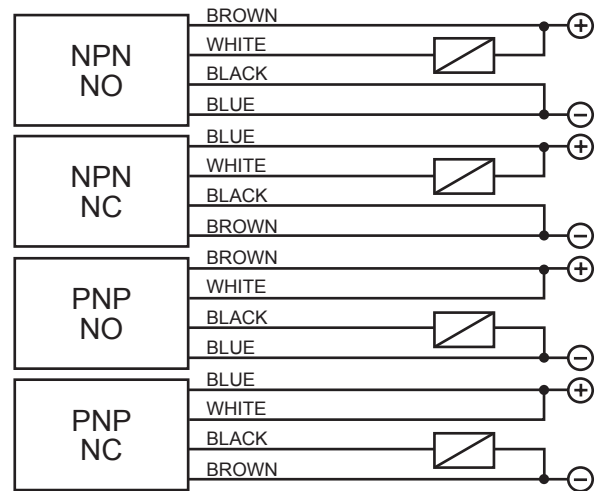 BROWN
WHITE
BLACK
BLUE
NPN
NO
+
−
BLUE
WHITE
BLACK
BROWN
NPN
NC
+
−
BROWN
WHITE
BLACK
BLUE
PNP
NO
+
−
BLUE
WHITE
BLACK
BROWN
PNP
NC
+
−